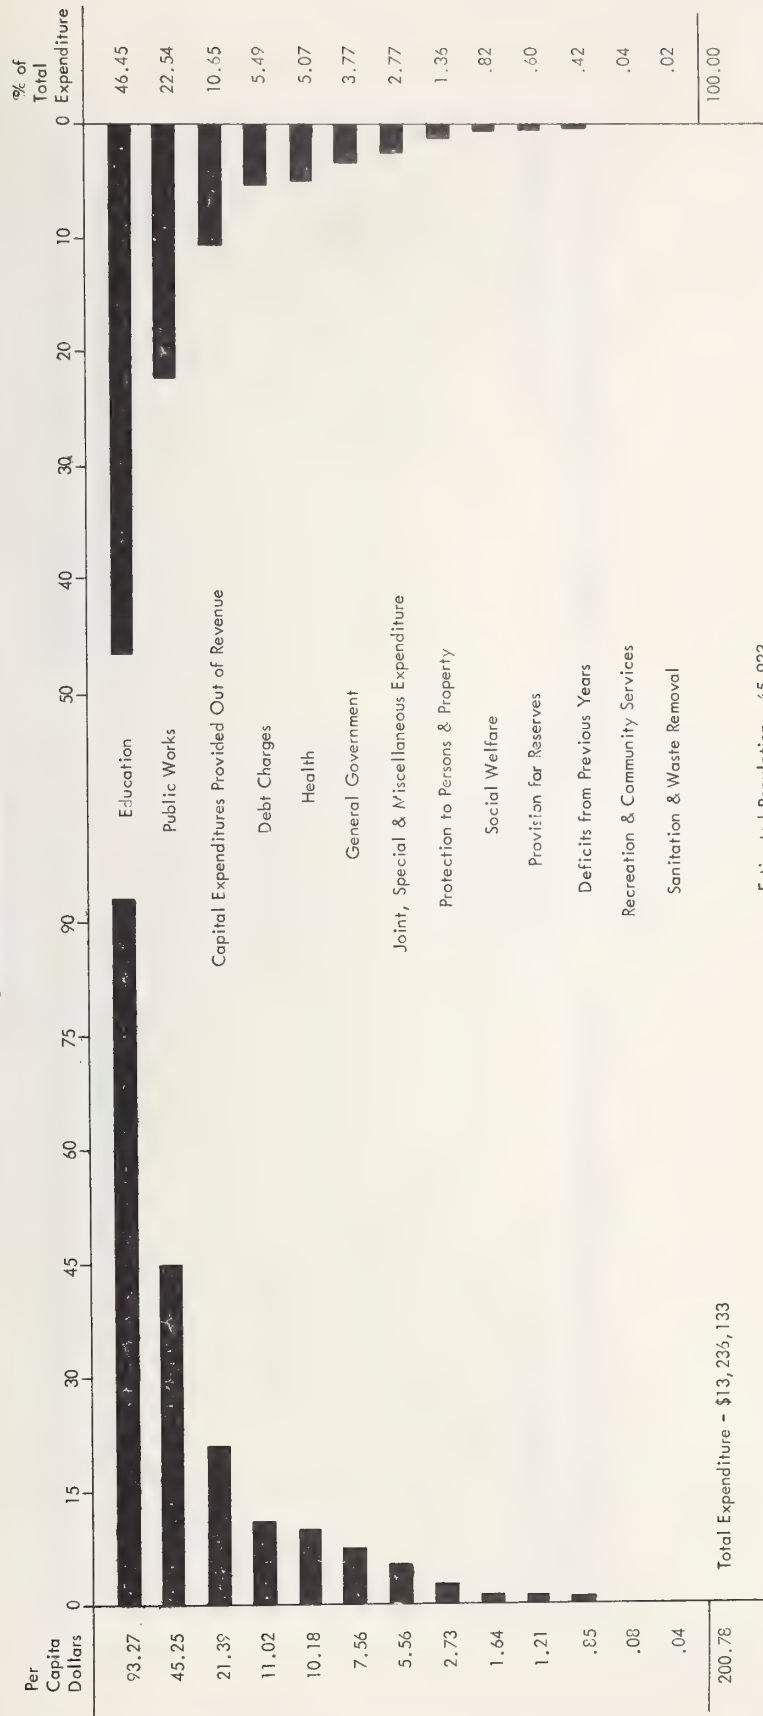 Per
Capita
Dollars
0 15 30 45 60 75 90
50 40 30 20 10 0
% of
Total
Expenditure
93.27 Education 46.45
45.25 Public Works 22.54
21.39 Capital Expenditures Provided Out of Revenue 10.65
11.02 Debt Charges 5.49
10.18 Health 5.07
7.56 General Government 3.77
5.56 Joint, Special & Miscellaneous Expenditure 2.77
2.73 Protection to Persons & Property 1.36
1.64 Social Welfare .82
1.21 Provision for Reserves .60
.85 Deficits from Previous Years .42
.08 Recreation & Community Services .04
.04 Sanitation & Waste Removal .02
200.78 Total Expenditure - $13,236,133 100.00